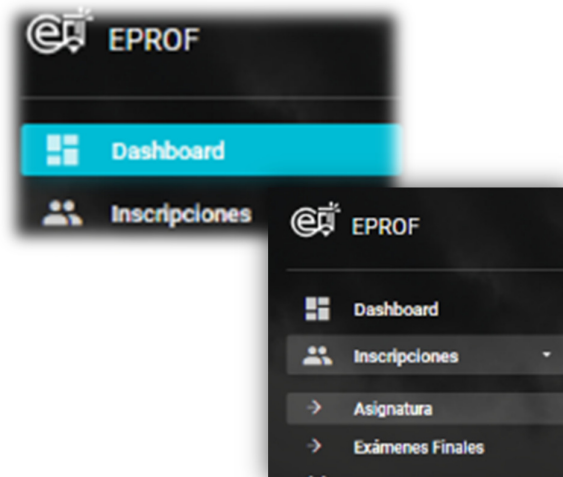 EPROF
Dashboard
Inscripciones
EPROF
Dashboard
Inscripciones
Asignatura
Exámenes Finales